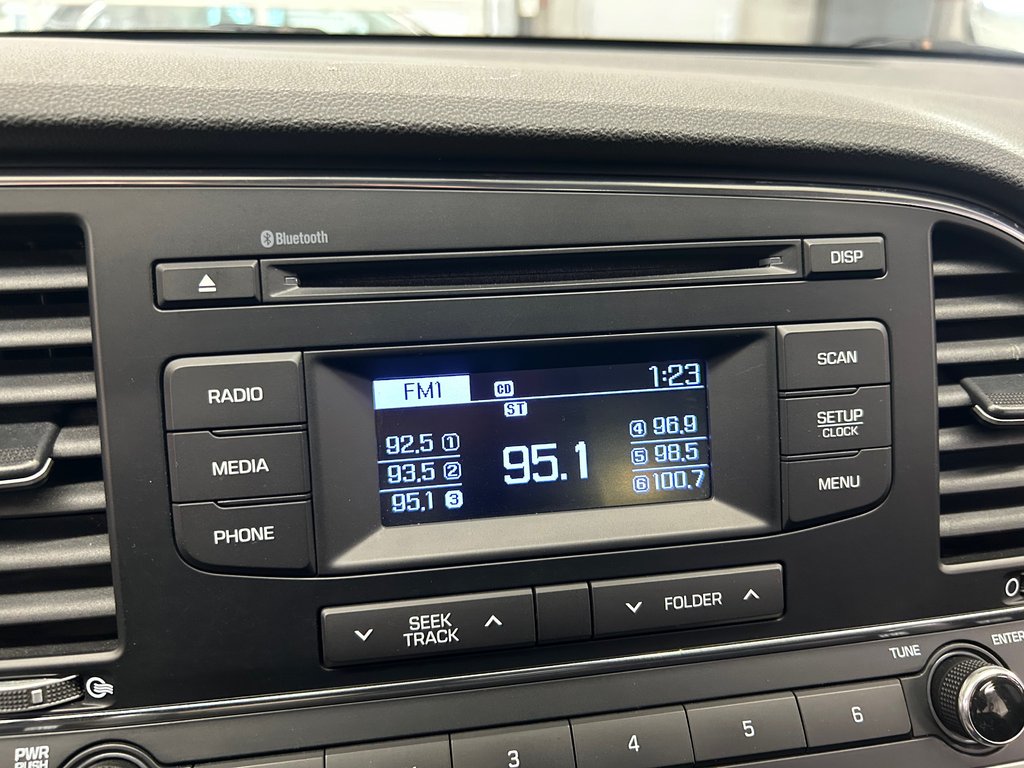 Bluetooth
DISP
RADIO
MEDIA
PHONE
FM1
CD
1:23
ST
92.5 1
93.5 2
95.1 3
95.1
4 96.9
5 98.5
6 100.7
SCAN
SETUP
CLOCK
MENU
SEEK
TRACK
FOLDER
TUNE
ENTER
PWR
PUSH
3
4
5
6